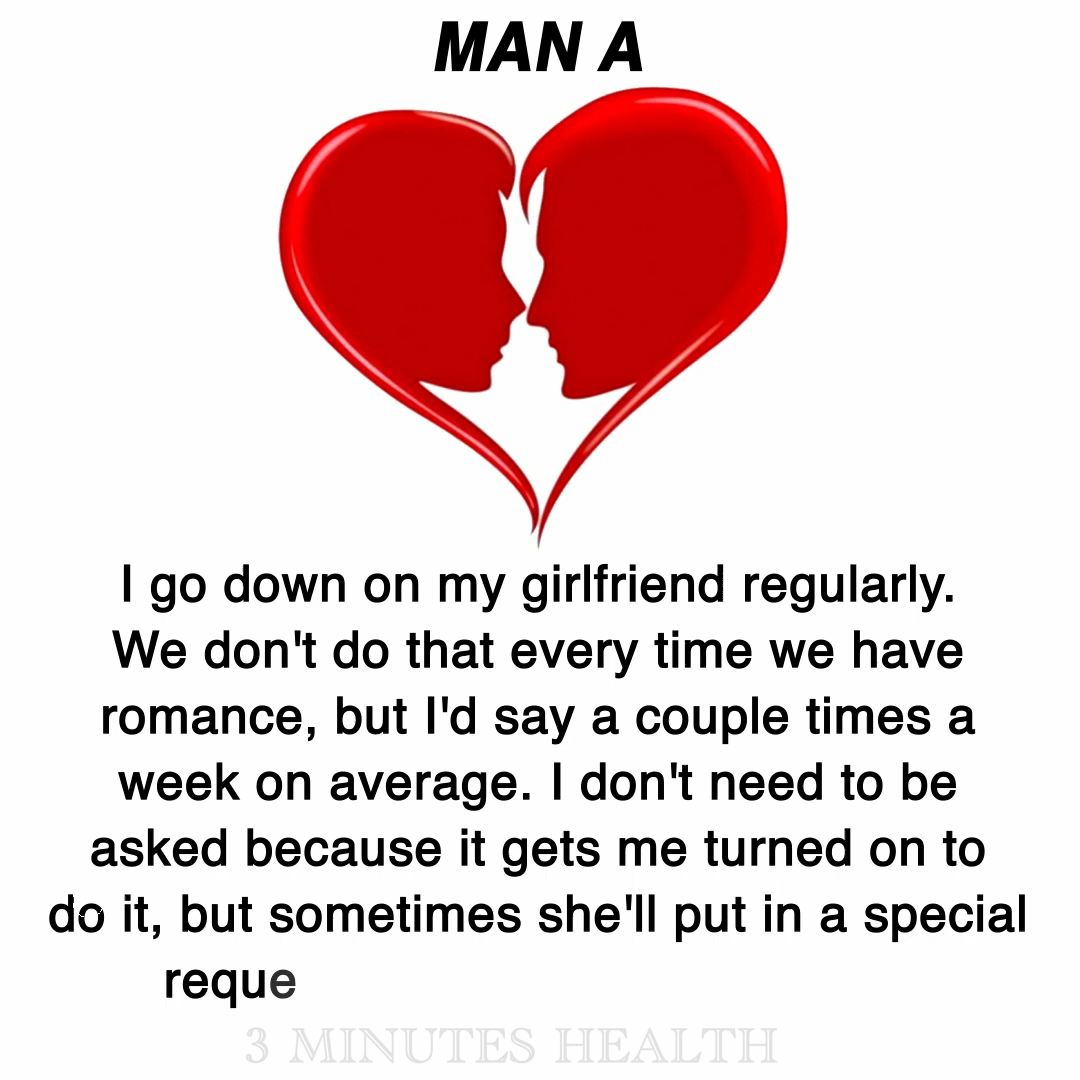 MAN A
I go down on my girlfriend regularly.
We don't do that every time we have
romance, but I'd say a couple times a
week on average. I don't need to be
asked because it gets me turned on to
do it, but sometimes she'll put in a special
reque
3 MINUTES HEALTH